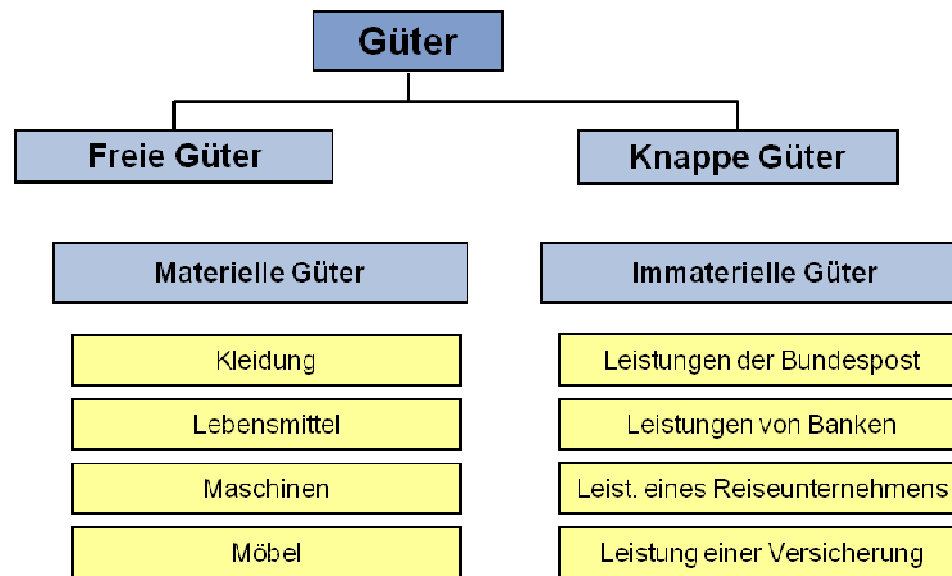 Güter
Freie Güter
Knappe Güter
Materielle Güter
Immaterielle Güter
Kleidung
Leistungen der Bundespost
Lebensmittel
Leistungen von Banken
Maschinen
Leist. eines Reiseunternehmens
Möbel
Leistung einer Versicherung